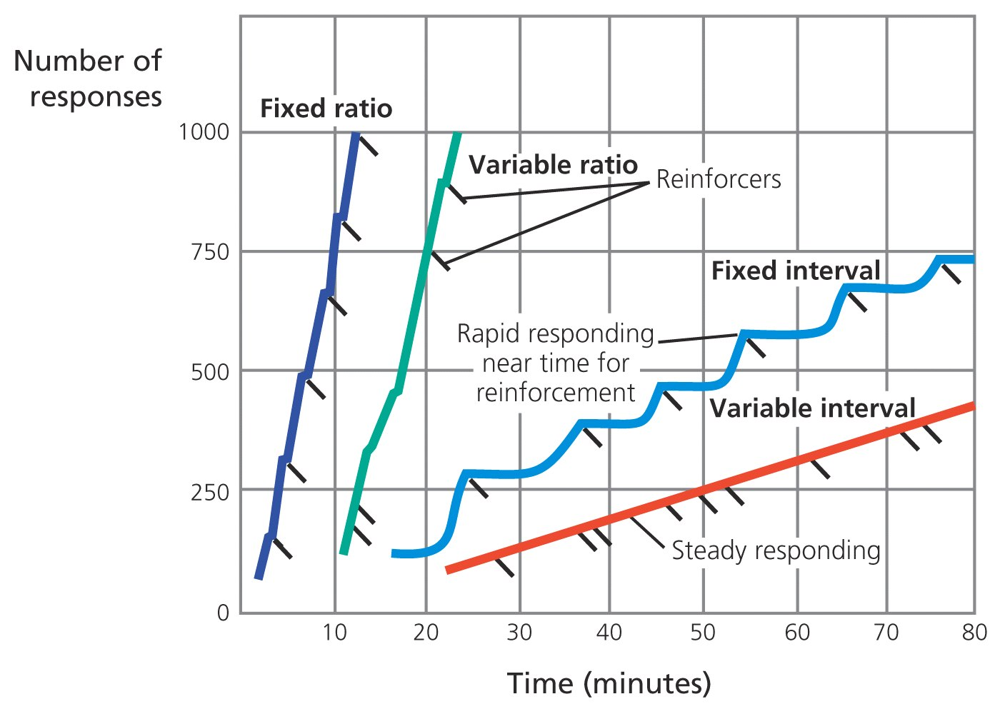 Number of
responses
Fixed ratio
1000
Variable ratio
Reinforcers
750
Fixed interval
Rapid responding
near time for
reinforcement
500
Variable interval
250
Steady responding
0
10 20 30 40 50 60 70 80
Time (minutes)